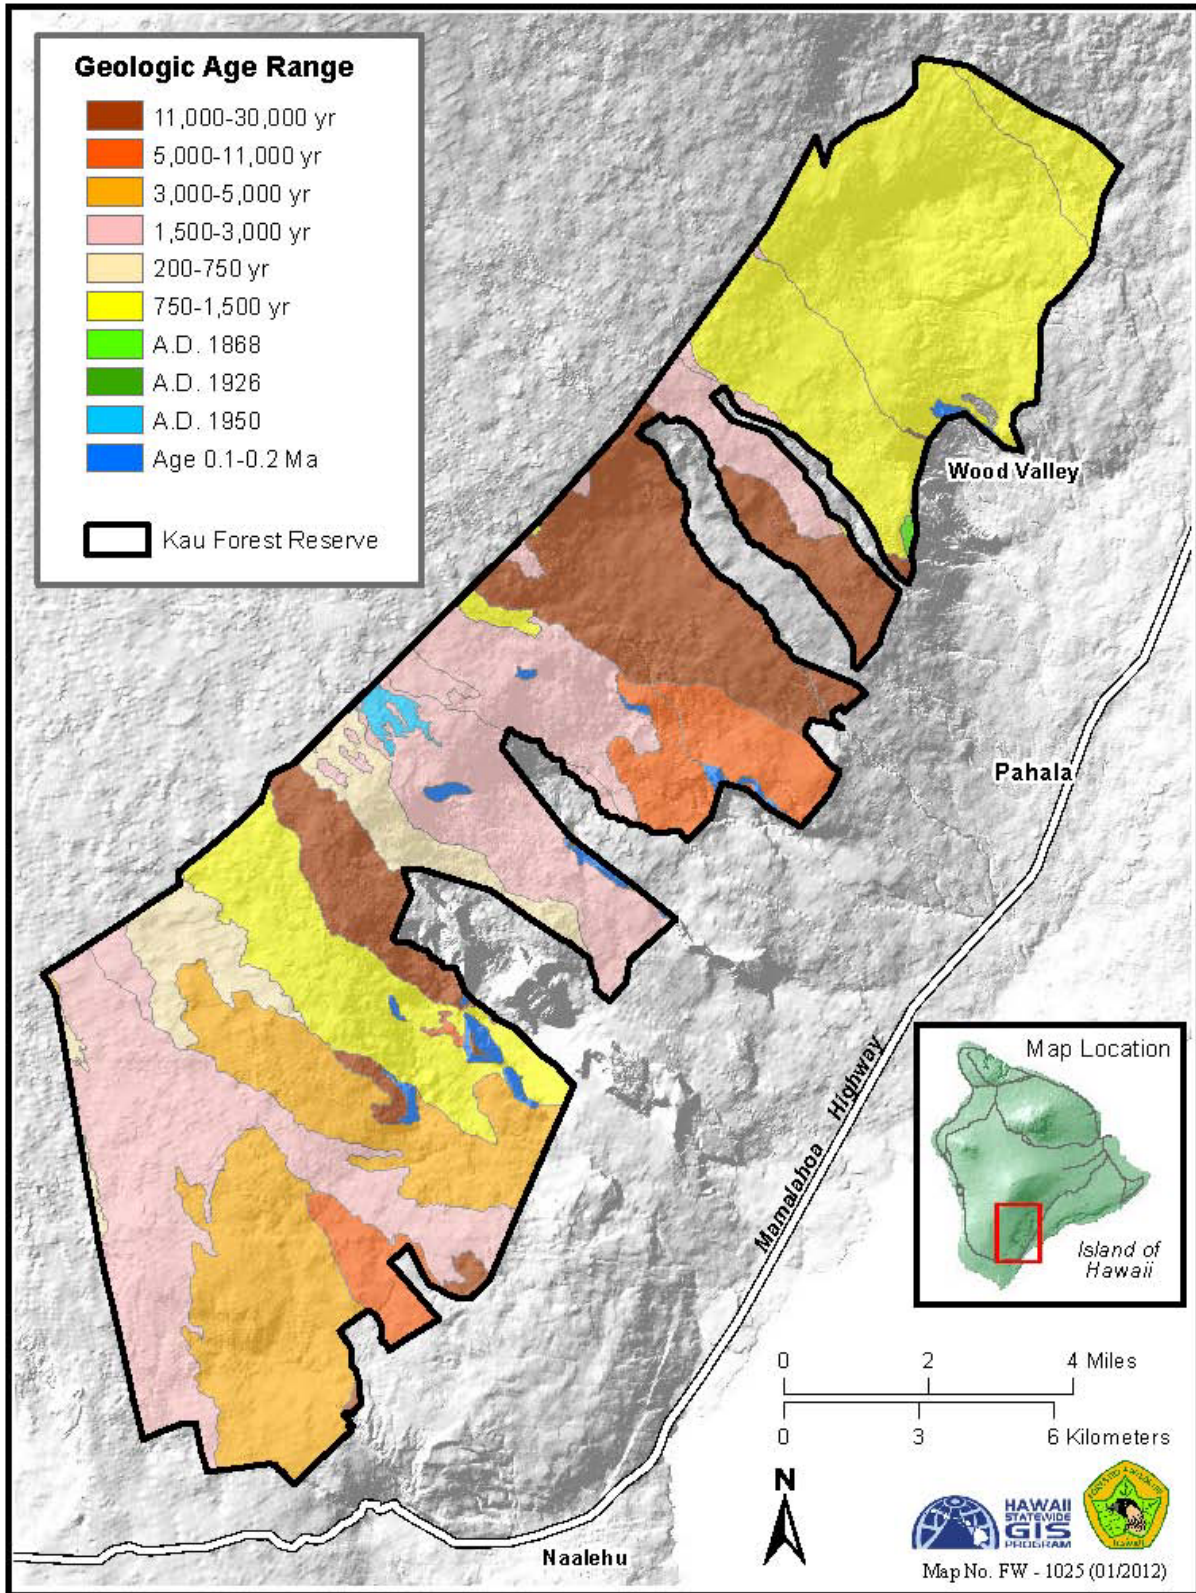 Geologic Age Range
11,000-30,000 yr
5,000-11,000 yr
3,000-5,000 yr
1,500-3,000 yr
200-750 yr
750-1,500 yr
A.D. 1868
A.D. 1926
A.D. 1950
Age 0.1-0.2 Ma
Kau Forest Reserve
Wood Valley
Pahala
Mamalahoa Highway
Map Location
Island of
Hawaii
0 2 4 Miles
0 3 6 Kilometers
N
HAWAII
STATEWIDE
GIS
PROGRAM
HAWAII
Naalehu
Map No. FW - 1025 (01/2012)